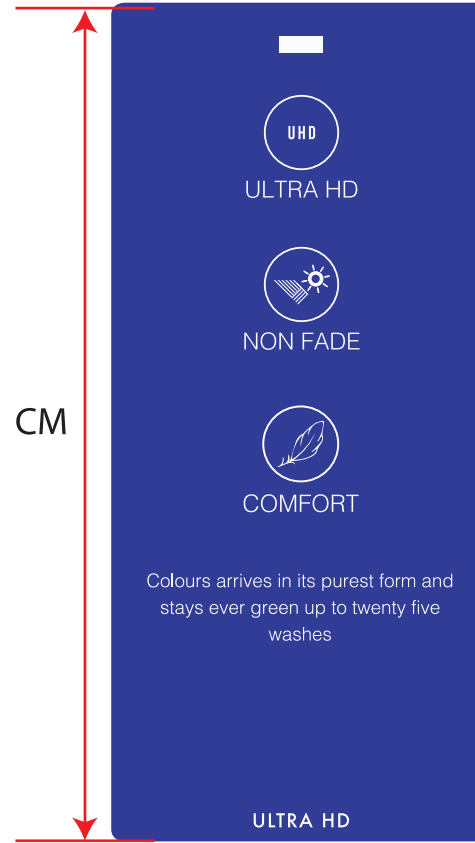 UHD
ULTRA HD
NON FADE
CM
COMFORT
Colours arrives in its purest form and
stays ever green up to twenty five
washes
ULTRA HD